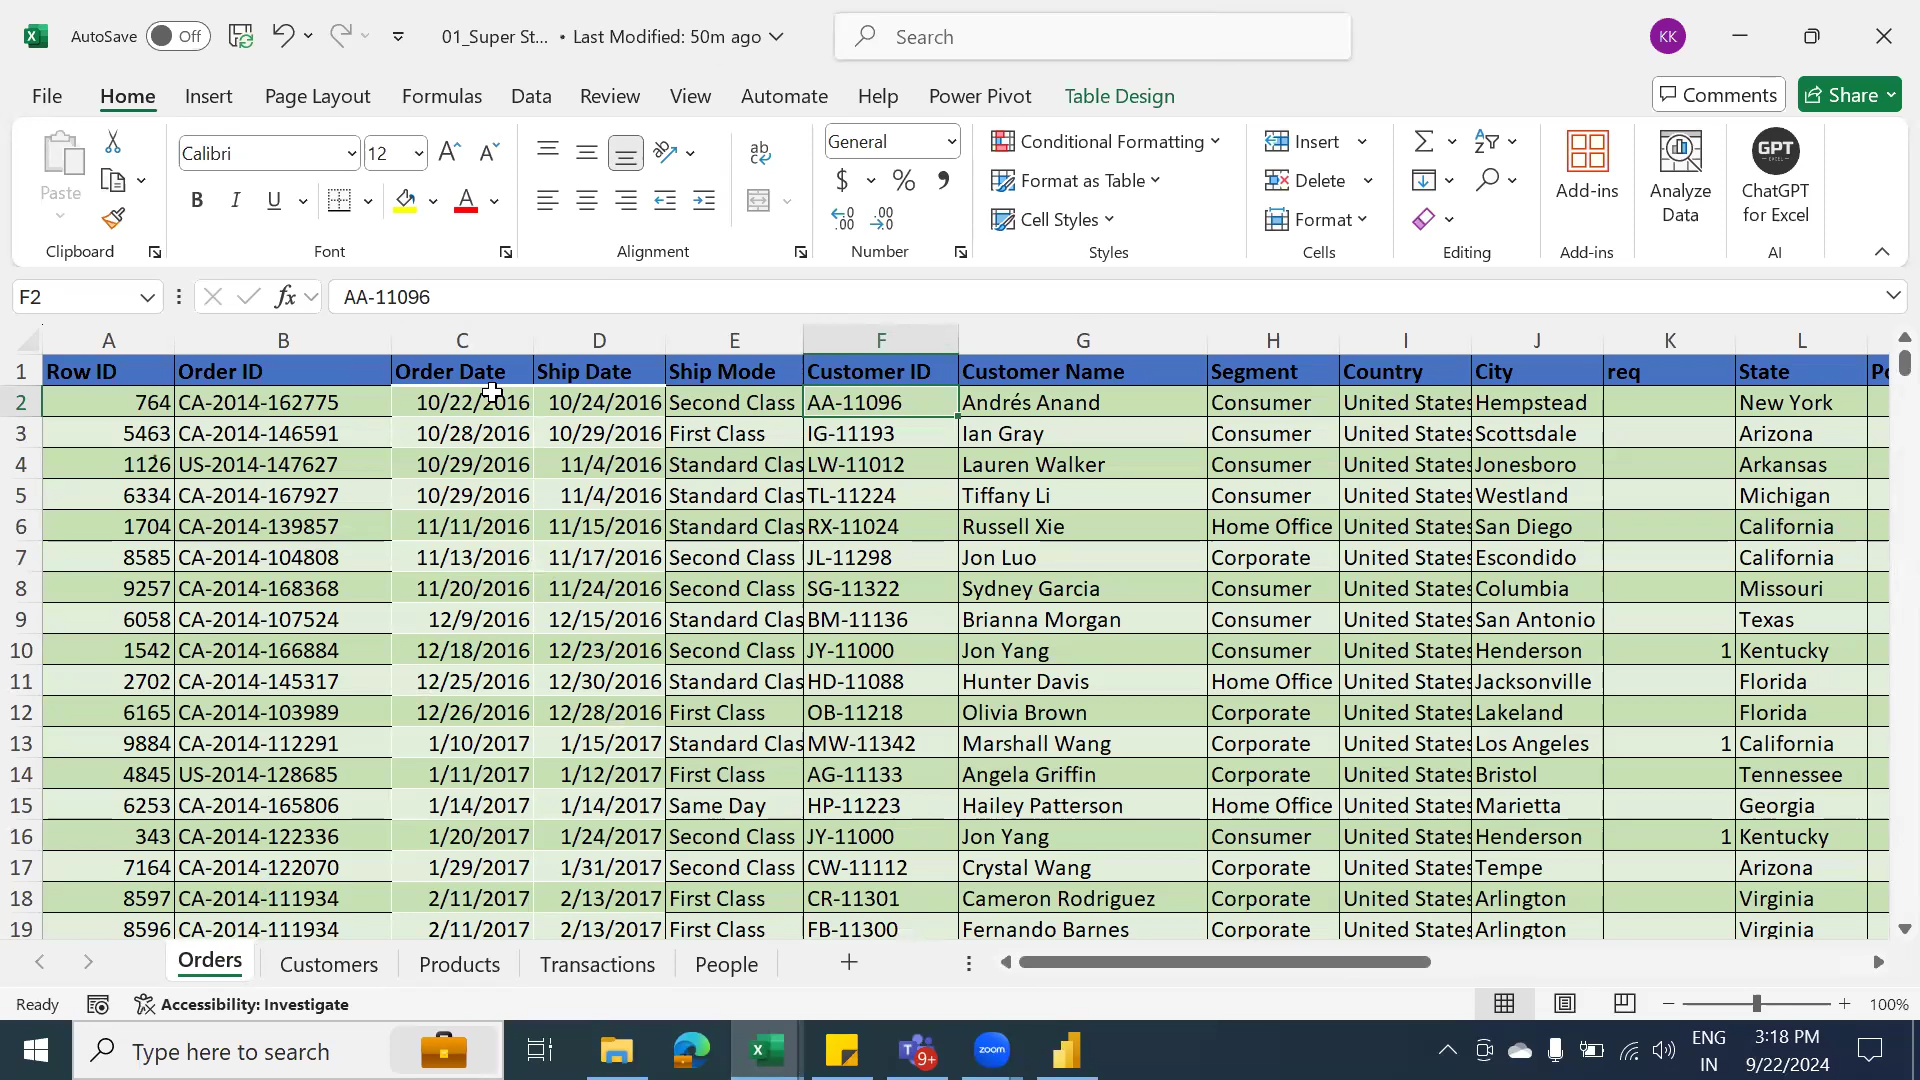 AutoSave Off 01_Super St... • Last Modified: 50m ago Search KK
File Home Insert Page Layout Formulas Data Review View Automate Help Power Pivot Table Design Comments Share
Paste Calibri 12 A A ab General Conditional Formatting Insert Add-ins Analyze Data GPT EXCEL ChatGPT for Excel
B I U A $ % Format as Table Delete
.00 .00 Cell Styles Format
Clipboard Font Alignment Number Styles Cells Editing Add-ins AI
F2 fx AA-11096
A B C D E F G H I J K L
1 Row ID Order ID Order Date Ship Date Ship Mode Customer ID Customer Name Segment Country City req State
2 764 CA-2014-162775 10/22/2016 10/24/2016 Second Class AA-11096 Andrés Anand Consumer United States Hempstead New York
3 5463 CA-2014-146591 10/28/2016 10/29/2016 First Class IG-11193 Ian Gray Consumer United States Scottsdale Arizona
4 1126 US-2014-147627 10/29/2016 11/4/2016 Standard Clas LW-11012 Lauren Walker Consumer United States Jonesboro Arkansas
5 6334 CA-2014-167927 10/29/2016 11/4/2016 Standard Clas TL-11224 Tiffany Li Consumer United States Westland Michigan
6 1704 CA-2014-139857 11/11/2016 11/15/2016 Standard Clas RX-11024 Russell Xie Home Office United States San Diego California
7 8585 CA-2014-104808 11/13/2016 11/17/2016 Second Class JL-11298 Jon Luo Corporate United States Escondido California
8 9257 CA-2014-168368 11/20/2016 11/24/2016 Second Class SG-11322 Sydney Garcia Consumer United States Columbia Missouri
9 6058 CA-2014-107524 12/9/2016 12/15/2016 Standard Clas BM-11136 Brianna Morgan Consumer United States San Antonio Texas
10 1542 CA-2014-166884 12/18/2016 12/23/2016 Second Class JY-11000 Jon Yang Consumer United States Henderson 1 Kentucky
11 2702 CA-2014-145317 12/25/2016 12/30/2016 Standard Clas HD-11088 Hunter Davis Home Office United States Jacksonville Florida
12 6165 CA-2014-103989 12/26/2016 12/28/2016 First Class OB-11218 Olivia Brown Corporate United States Lakeland Florida
13 9884 CA-2014-112291 1/10/2017 1/15/2017 Standard Clas MW-11342 Marshall Wang Corporate United States Los Angeles 1 California
14 4845 US-2014-128685 1/11/2017 1/12/2017 First Class AG-11133 Angela Griffin Corporate United States Bristol Tennessee
15 6253 CA-2014-165806 1/14/2017 1/14/2017 Same Day HP-11223 Hailey Patterson Home Office United States Marietta Georgia
16 343 CA-2014-122336 1/20/2017 1/24/2017 Second Class JY-11000 Jon Yang Consumer United States Henderson 1 Kentucky
17 7164 CA-2014-122070 1/29/2017 1/31/2017 Second Class CW-11112 Crystal Wang Corporate United States Tempe Arizona
18 8597 CA-2014-111934 2/11/2017 2/13/2017 First Class CR-11301 Cameron Rodriguez Corporate United States Arlington Virginia
19 8596 CA-2014-111934 2/11/2017 2/13/2017 First Class FB-11300 Fernando Barnes Corporate United States Arlington Virginia
Orders Customers Products Transactions People
Ready Accessibility: Investigate 100%
Type here to search 9+ zoom ENG IN 3:18 PM 9/22/2024